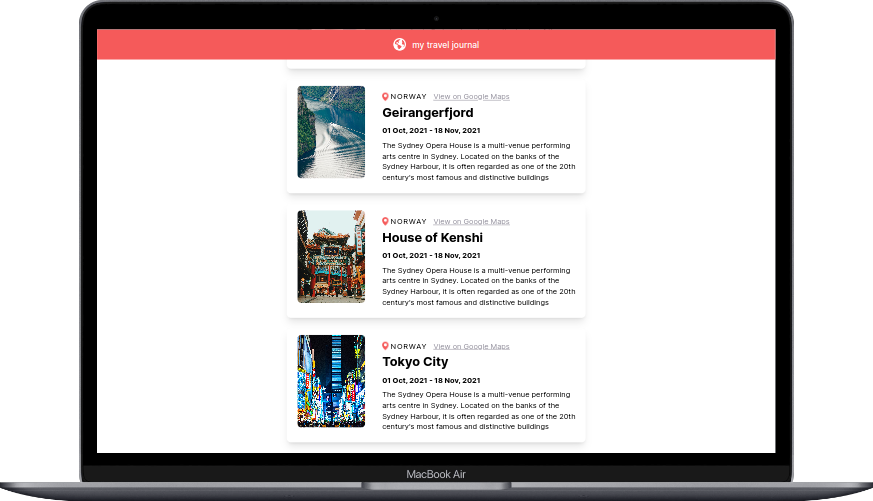 my travel journal
NORWAY View on Google Maps
Geirangerfjord
01 Oct, 2021 - 18 Nov, 2021
The Sydney Opera House is a multi-venue performing
arts centre in Sydney. Located on the banks of the
Sydney Harbour, it is often regarded as one of the 20th
century's most famous and distinctive buildings
NORWAY View on Google Maps
House of Kenshi
01 Oct, 2021 - 18 Nov, 2021
The Sydney Opera House is a multi-venue performing
arts centre in Sydney. Located on the banks of the
Sydney Harbour, it is often regarded as one of the 20th
century's most famous and distinctive buildings
NORWAY View on Google Maps
Tokyo City
01 Oct, 2021 - 18 Nov, 2021
The Sydney Opera House is a multi-venue performing
arts centre in Sydney. Located on the banks of the
Sydney Harbour, it is often regarded as one of the 20th
century's most famous and distinctive buildings
MacBook Air